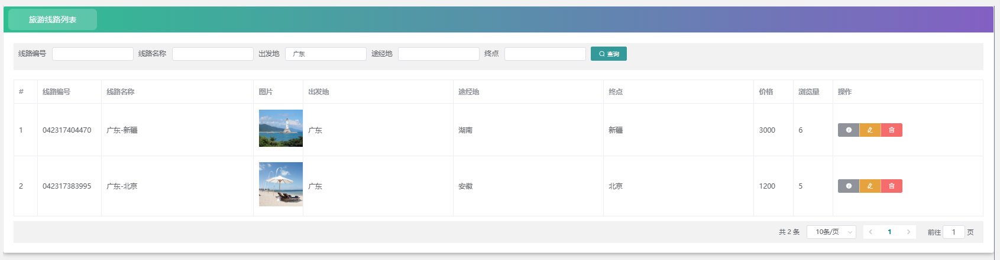 旅游线路列表
线路编号 线路名称 出发地 广东 途经地 终点 查询
# 线路编号 线路名称 图片 出发地 途经地 终点 价格 浏览量 操作
1 042317404470 广东-新疆 广东 湖南 新疆 3000 6
2 042317383995 广东-北京 广东 安徽 北京 1200 5
共 2 条 10条/页 1 前往 1 页